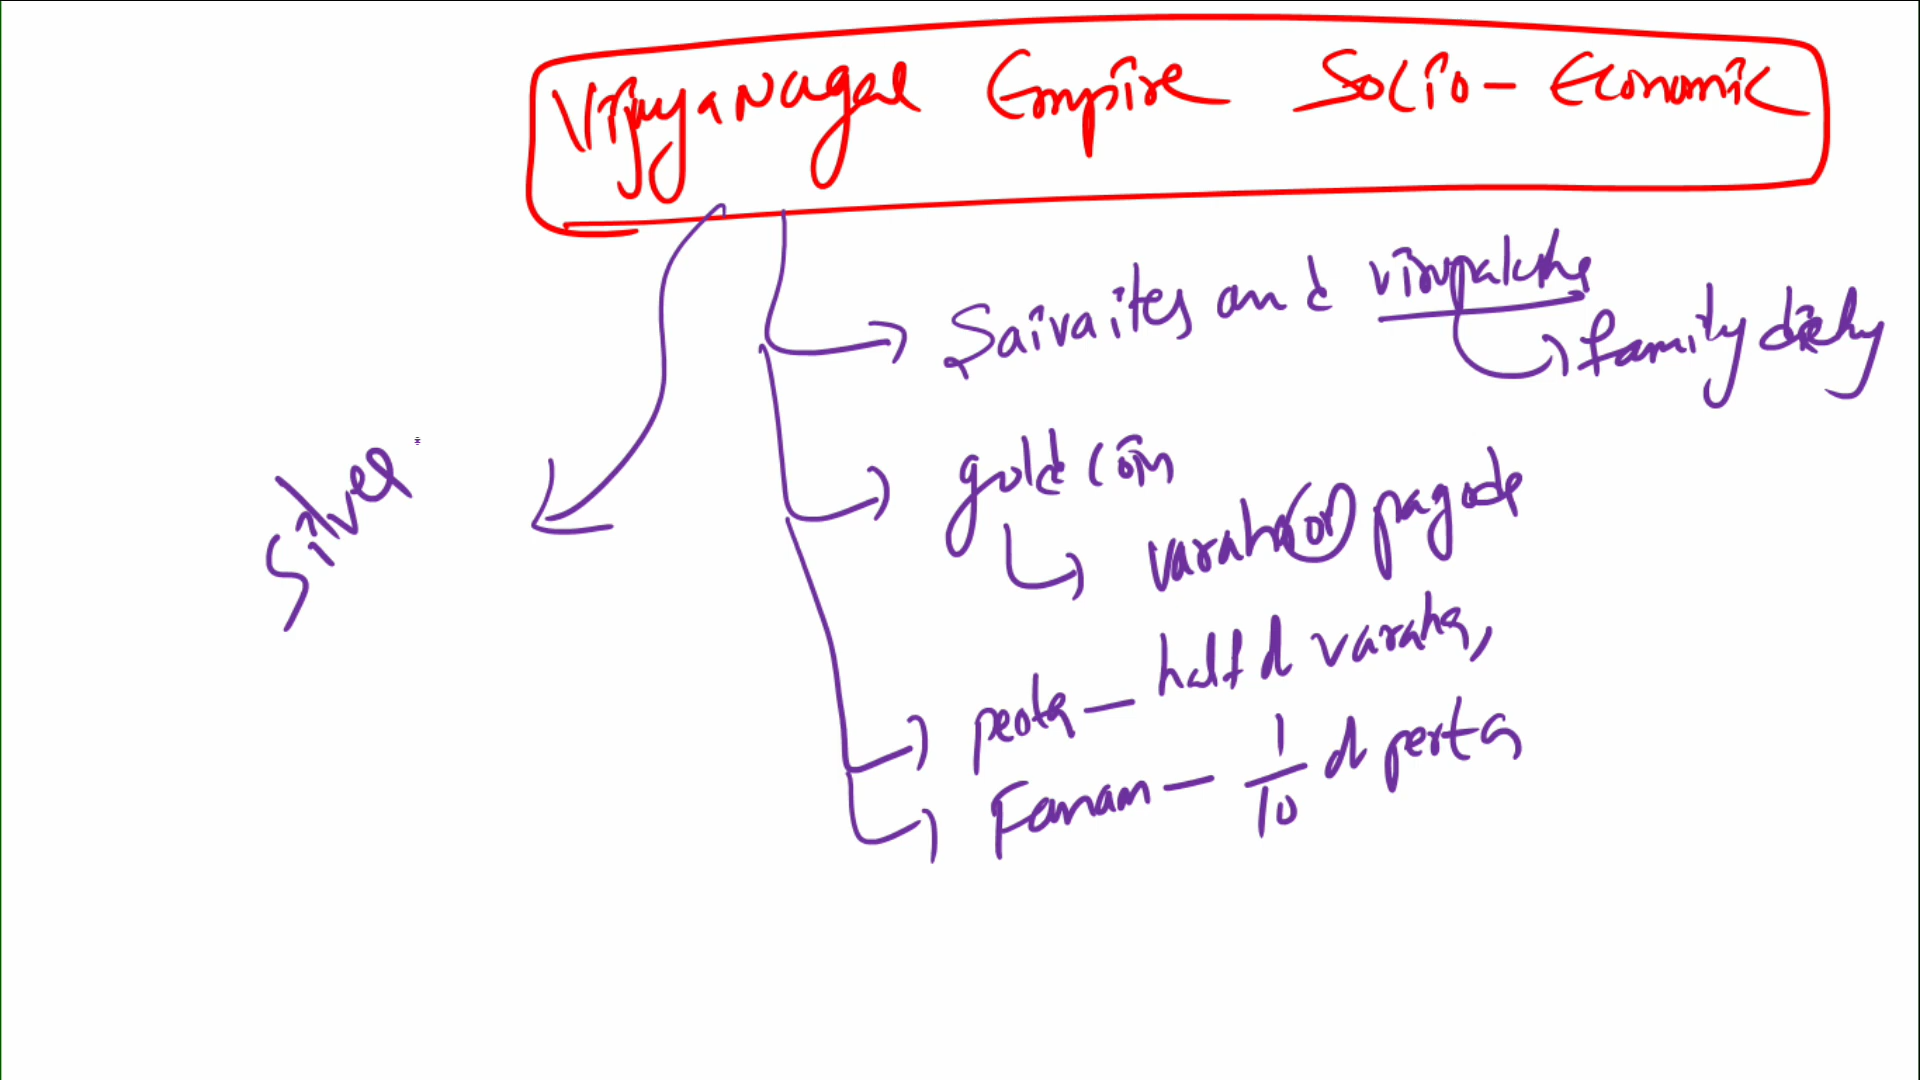 Vijayanagar Empire Socio-Economic
Saivaites and virupaksha
family diety
gold coin
varaha (or) pagoda
perta — half of varaha,
Fanam — 1/10 of perta
Silver